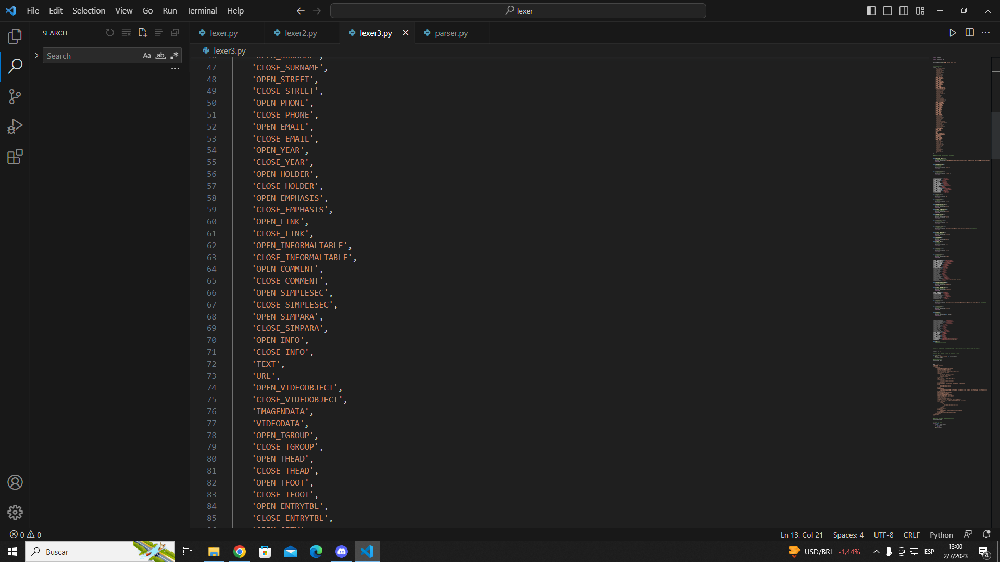 File Edit Selection View Go Run Terminal Help
lexer
SEARCH
Search
Aa ab
lexer.py
lexer2.py
lexer3.py
parser.py
lexer3.py
47 'CLOSE_SURNAME',
48 'OPEN_STREET',
49 'CLOSE_STREET',
50 'OPEN_PHONE',
51 'CLOSE_PHONE',
52 'OPEN_EMAIL',
53 'CLOSE_EMAIL',
54 'OPEN_YEAR',
55 'CLOSE_YEAR',
56 'OPEN_HOLDER',
57 'CLOSE_HOLDER',
58 'OPEN_EMPHASIS',
59 'CLOSE_EMPHASIS',
60 'OPEN_LINK',
61 'CLOSE_LINK',
62 'OPEN_INFORMALTABLE',
63 'CLOSE_INFORMALTABLE',
64 'OPEN_COMMENT',
65 'CLOSE_COMMENT',
66 'OPEN_SIMPLESEC',
67 'CLOSE_SIMPLESEC',
68 'OPEN_SIMPARA',
69 'CLOSE_SIMPARA',
70 'OPEN_INFO',
71 'CLOSE_INFO',
72 'TEXT',
73 'URL',
74 'OPEN_VIDEOOBJECT',
75 'CLOSE_VIDEOOBJECT',
76 'IMAGENDATA',
77 'VIDEODATA',
78 'OPEN_TGROUP',
79 'CLOSE_TGROUP',
80 'OPEN_THEAD',
81 'CLOSE_THEAD',
82 'OPEN_TFOOT',
83 'CLOSE_TFOOT',
84 'OPEN_ENTRYTBL',
85 'CLOSE_ENTRYTBL',
0 0
Ln 13, Col 21 Spaces: 4 UTF-8 CRLF Python
Buscar
USD/BRL -1,44%
ESP
13:00
2/7/2023
4